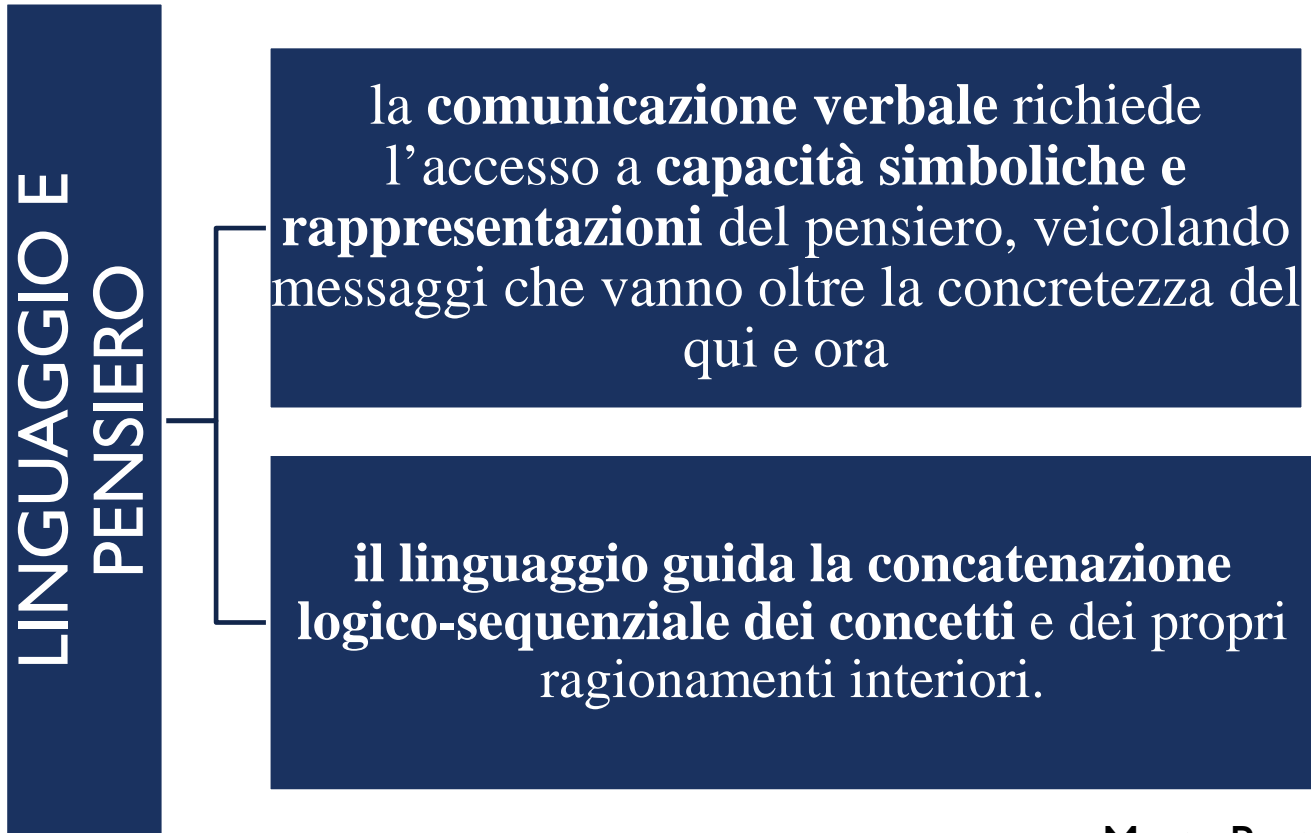 LINGUAGGIO E
PENSIERO
la comunicazione verbale richiede
l’accesso a capacità simboliche e
rappresentazioni del pensiero, veicolando
messaggi che vanno oltre la concretezza del
qui e ora
il linguaggio guida la concatenazione
logico-sequenziale dei concetti e dei propri
ragionamenti interiori.